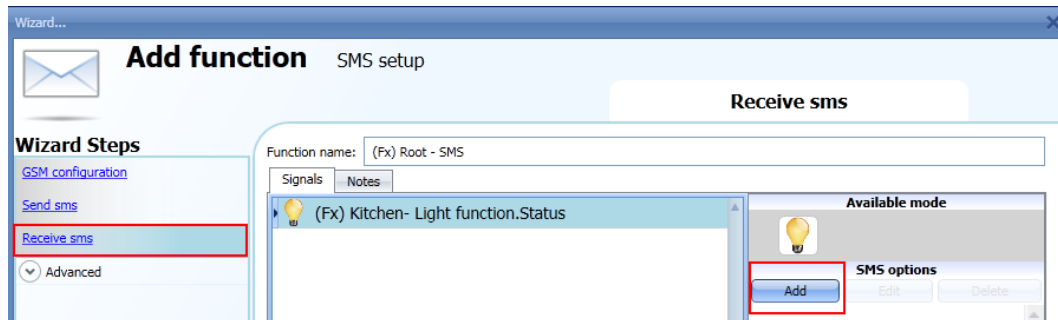 Wizard...
Add function SMS setup
Receive sms
Wizard Steps
GSM configuration
Send sms
Receive sms
Advanced
Function name: (Fx) Root - SMS
Signals Notes
(Fx) Kitchen- Light function.Status
Available mode
SMS options
Add Edit Delete